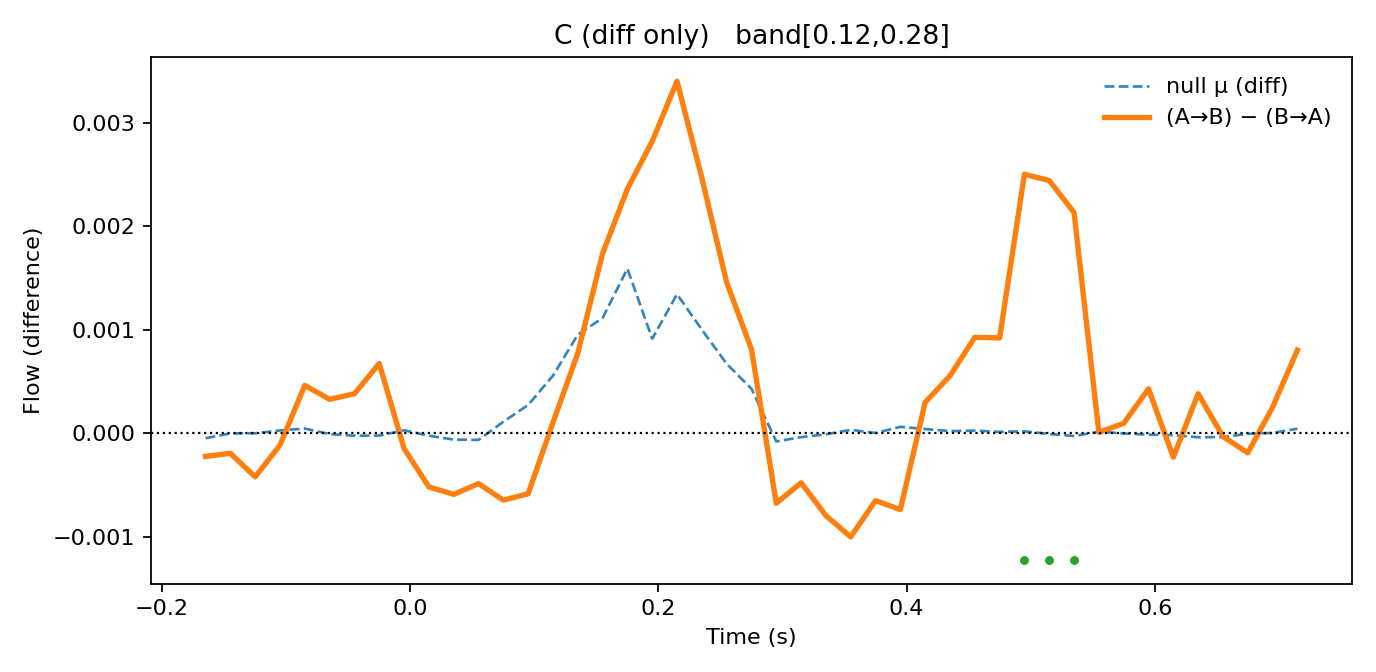 C (diff only)   band[0.12,0.28]
null μ (diff)
(A→B) − (B→A)
Flow (difference)
0.003
0.002
0.001
0.000
−0.001
−0.2
0.0
0.2
0.4
0.6
Time (s)